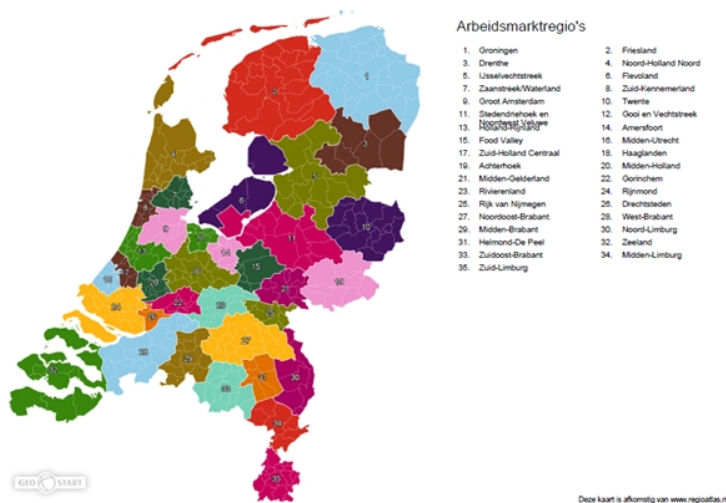 Arbeidsmarktregio's
1. Groningen 2. Friesland
3. Drenthe 4. Noord-Holland Noord
5. IJsselvechtstreek 6. Flevoland
7. Zaanstreek/Waterland 8. Zuid-Kennemerland
9. Groot Amsterdam 10. Twente
11. Stedendriehoek en Noordwest Veluwe 12. Gooi en Vechtstreek
13. Holland-Rijnland 14. Amersfoort
15. Food Valley 16. Midden-Utrecht
17. Zuid-Holland Centraal 18. Haaglanden
19. Achterhoek 20. Midden-Holland
21. Midden-Gelderland 22. Gorinchem
23. Rivierenland 24. Rijnmond
25. Rijk van Nijmegen 26. Drechtsteden
27. Noordoost-Brabant 28. West-Brabant
29. Midden-Brabant 30. Noord-Limburg
31. Helmond-De Peel 32. Zeeland
33. Zuidoost-Brabant 34. Midden-Limburg
35. Zuid-Limburg
GEO START
Deze kaart is afkomstig van www.regioatlas.